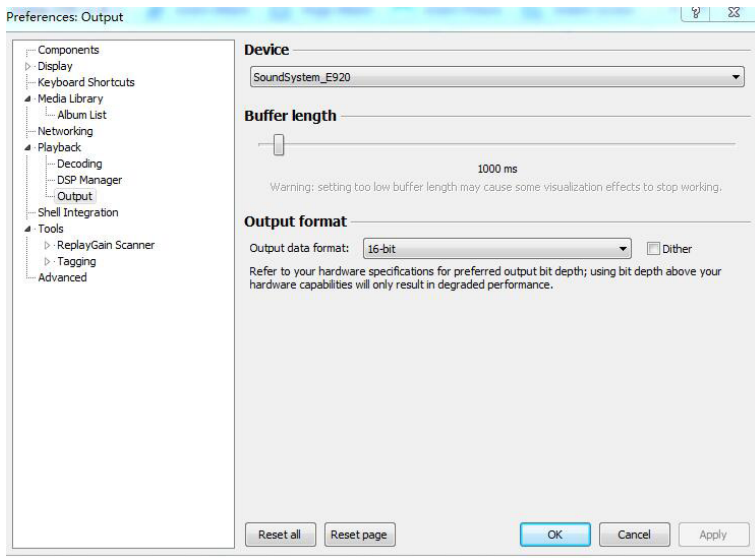 Preferences: Output
Components
Display
Keyboard Shortcuts
Media Library
Album List
Networking
Playback
Decoding
DSP Manager
Output
Shell Integration
Tools
ReplayGain Scanner
Tagging
Advanced
Device
SoundSystem_E920
Buffer length
1000 ms
Warning: setting too low buffer length may cause some visualization effects to stop working.
Output format
Output data format: 16-bit Dither
Refer to your hardware specifications for preferred output bit depth; using bit depth above your
hardware capabilities will only result in degraded performance.
Reset all Reset page OK Cancel Apply